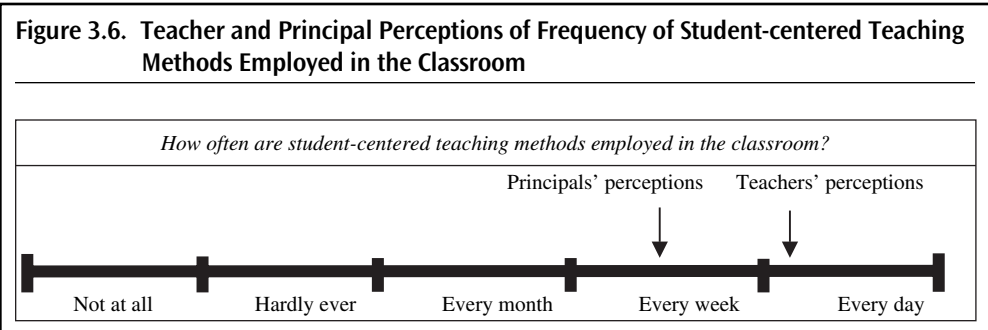 Figure 3.6. Teacher and Principal Perceptions of Frequency of Student-centered Teaching
Methods Employed in the Classroom
How often are student-centered teaching methods employed in the classroom?
Principals’ perceptions Teachers’ perceptions
Not at all Hardly ever Every month Every week Every day